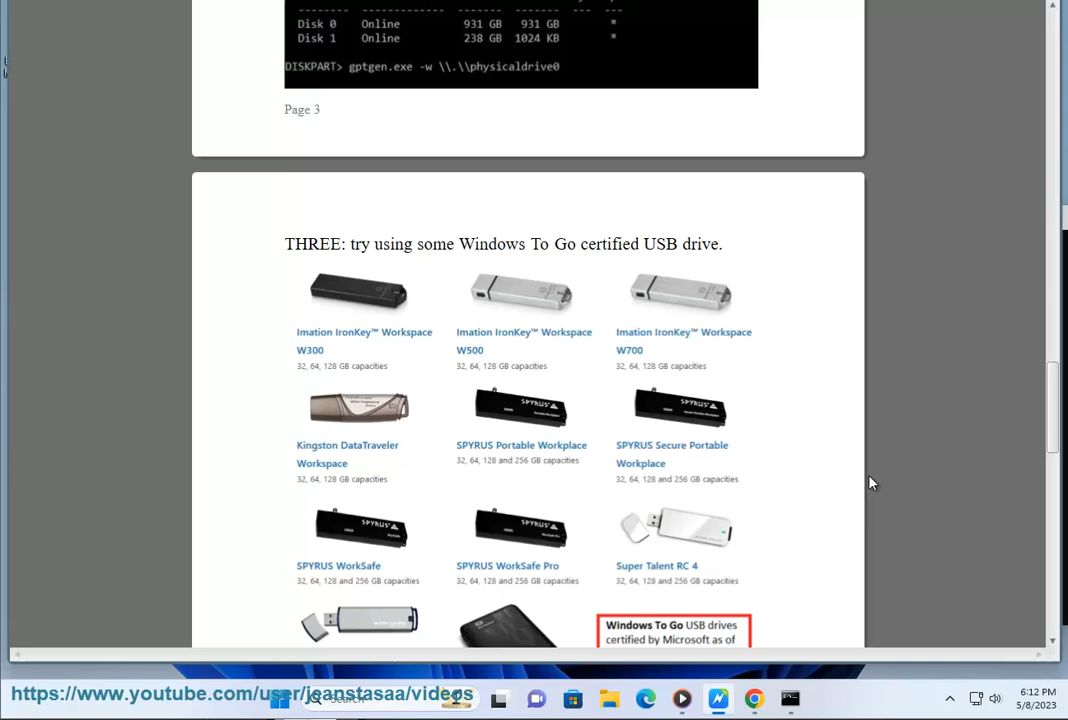 Disk 0 Online 931 GB 931 GB *
Disk 1 Online 238 GB 1024 KB *
DISKPART> gptgen.exe -w \\.\\physicaldrive0
Page 3
THREE: try using some Windows To Go certified USB drive.
Imation IronKey™ Workspace W300
32, 64, 128 GB capacities
Imation IronKey™ Workspace W500
32, 64, 128 GB capacities
Imation IronKey™ Workspace W700
32, 64, 128 GB capacities
Kingston DataTraveler Workspace
32, 64, 128 GB capacities
SPYRUS
SPYRUS Portable Workplace
32, 64, 128 and 256 GB capacities
SPYRUS
SPYRUS Secure Portable Workplace
32, 64, 128 and 256 GB capacities
SPYRUS
SPYRUS WorkSafe
32, 64, 128 and 256 GB capacities
SPYRUS
SPYRUS WorkSafe Pro
32, 64, 128 and 256 GB capacities
Super Talent RC 4
32, 64, 128 and 256 GB capacities
Windows To Go USB drives
certified by Microsoft as of
https://www.youtube.com/user/jeanstasaa/videos
Search
6:12 PM
5/8/2023